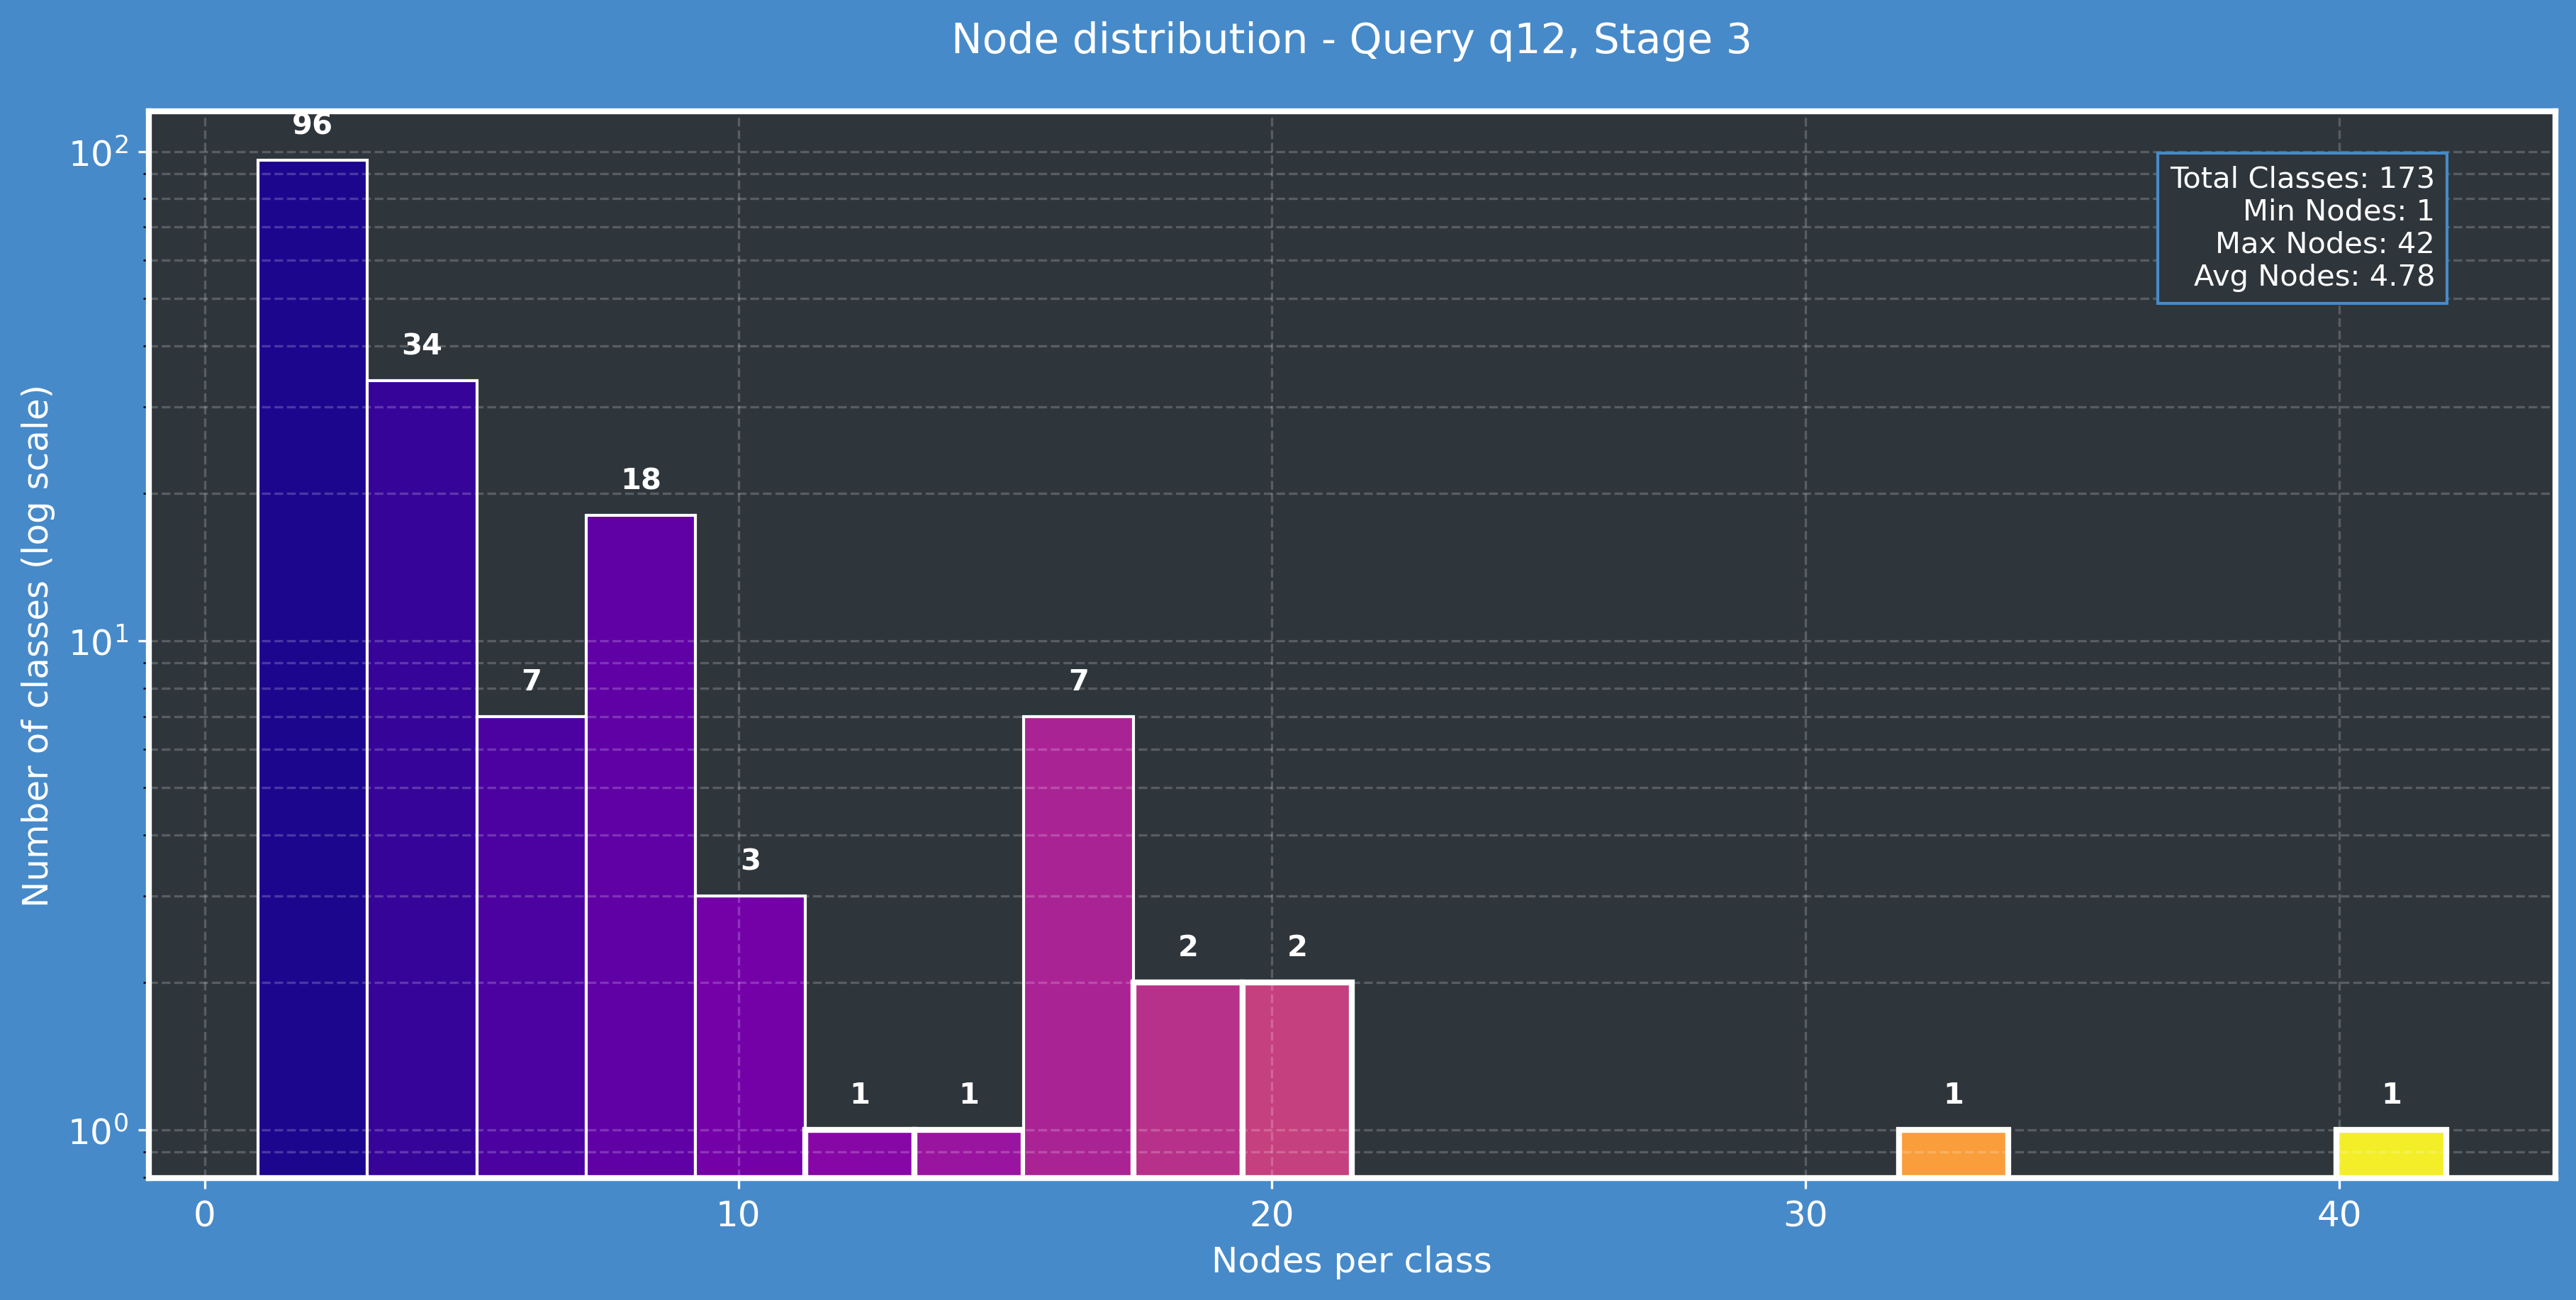 Node distribution - Query q12, Stage 3
Number of classes (log scale)
10²
10¹
10⁰
96
34
7
18
3
1
1
7
2
2
1
1
Total Classes: 173
Min Nodes: 1
Max Nodes: 42
Avg Nodes: 4.78
0 10 20 30 40
Nodes per class